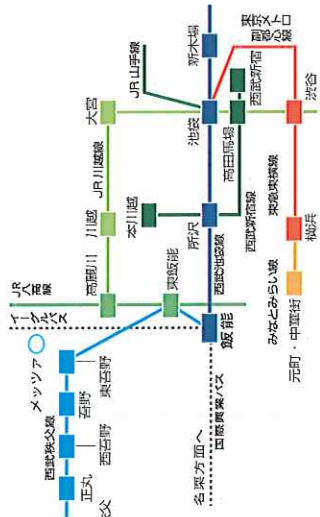 東京メトロ
副都心線
新木場
JR山手線
西武新宿
渋谷
大宮
池袋
高田馬場
JR川越線
川越
本川越
所沢
西武池袋線
西武新宿線
東急東横線
横浜
みなとみらい線
元町・中華街
高麗川
JR八高線
東飯能
イーグルバス
飯能
メッツァ
東吾野
吾野
西吾野
正丸
西武秩父線
名栗方面へ
国際興業バス
父